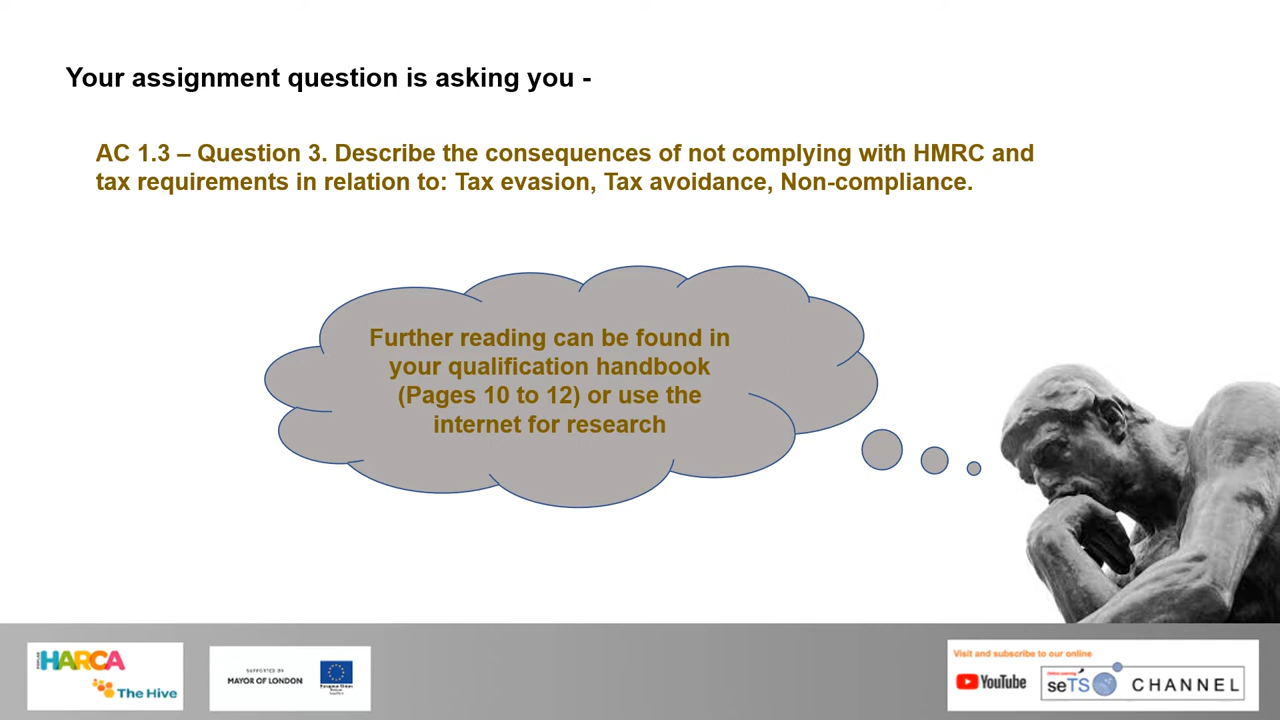 Your assignment question is asking you -
AC 1.3 – Question 3. Describe the consequences of not complying with HMRC and
tax requirements in relation to: Tax evasion, Tax avoidance, Non-compliance.
Further reading can be found in
your qualification handbook
(Pages 10 to 12) or use the
internet for research
HARCA
The Hive
SUPPORTED BY
MAYOR OF LONDON
Visit and subscribe to our online
YouTube
seTS CHANNEL